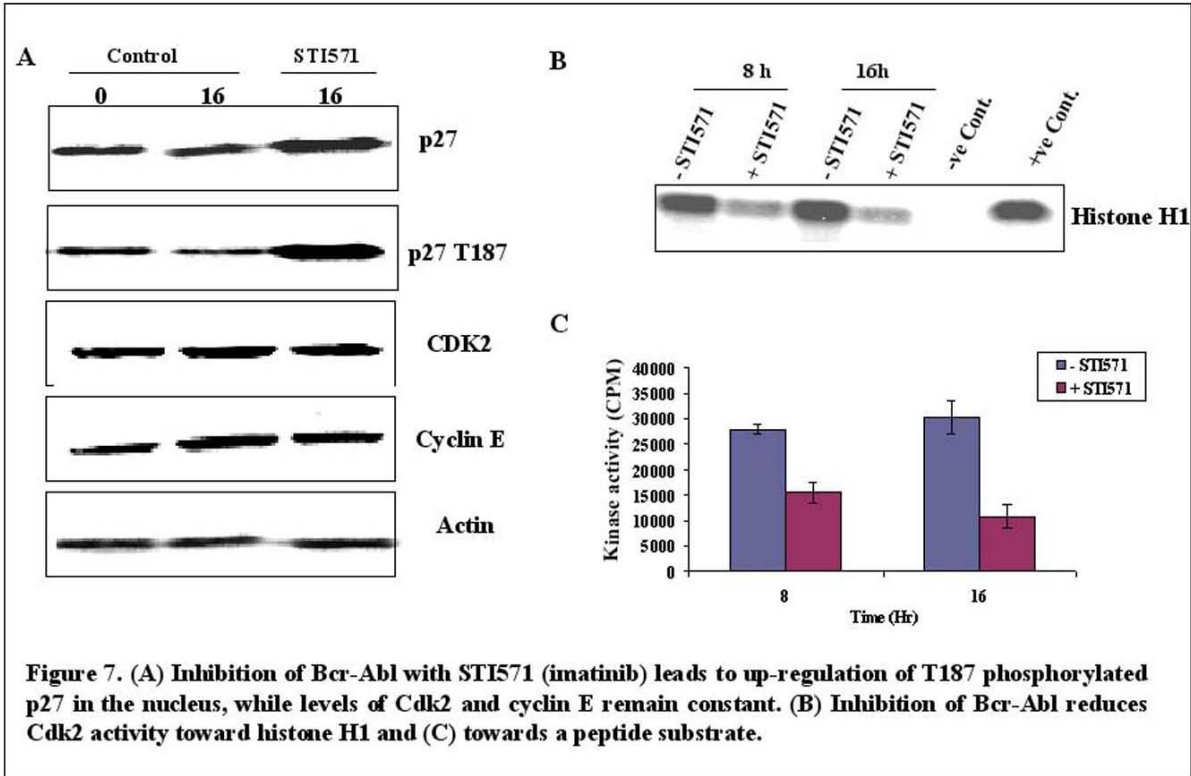 A
Control STI571
0 16 16
p27
p27 T187
CDK2
Cyclin E
Actin
B
8 h 16h
- STI571 + STI571 - STI571 + STI571 -ve Cont. +ve Cont.
Histone H1
C
- STI571
+ STI571
Kinase activity (CPM)
40000
35000
30000
25000
20000
15000
10000
5000
0
8 16
Time (Hr)
Figure 7. (A) Inhibition of Bcr-Abl with STI571 (imatinib) leads to up-regulation of T187 phosphorylated
p27 in the nucleus, while levels of Cdk2 and cyclin E remain constant. (B) Inhibition of Bcr-Abl reduces
Cdk2 activity toward histone H1 and (C) towards a peptide substrate.